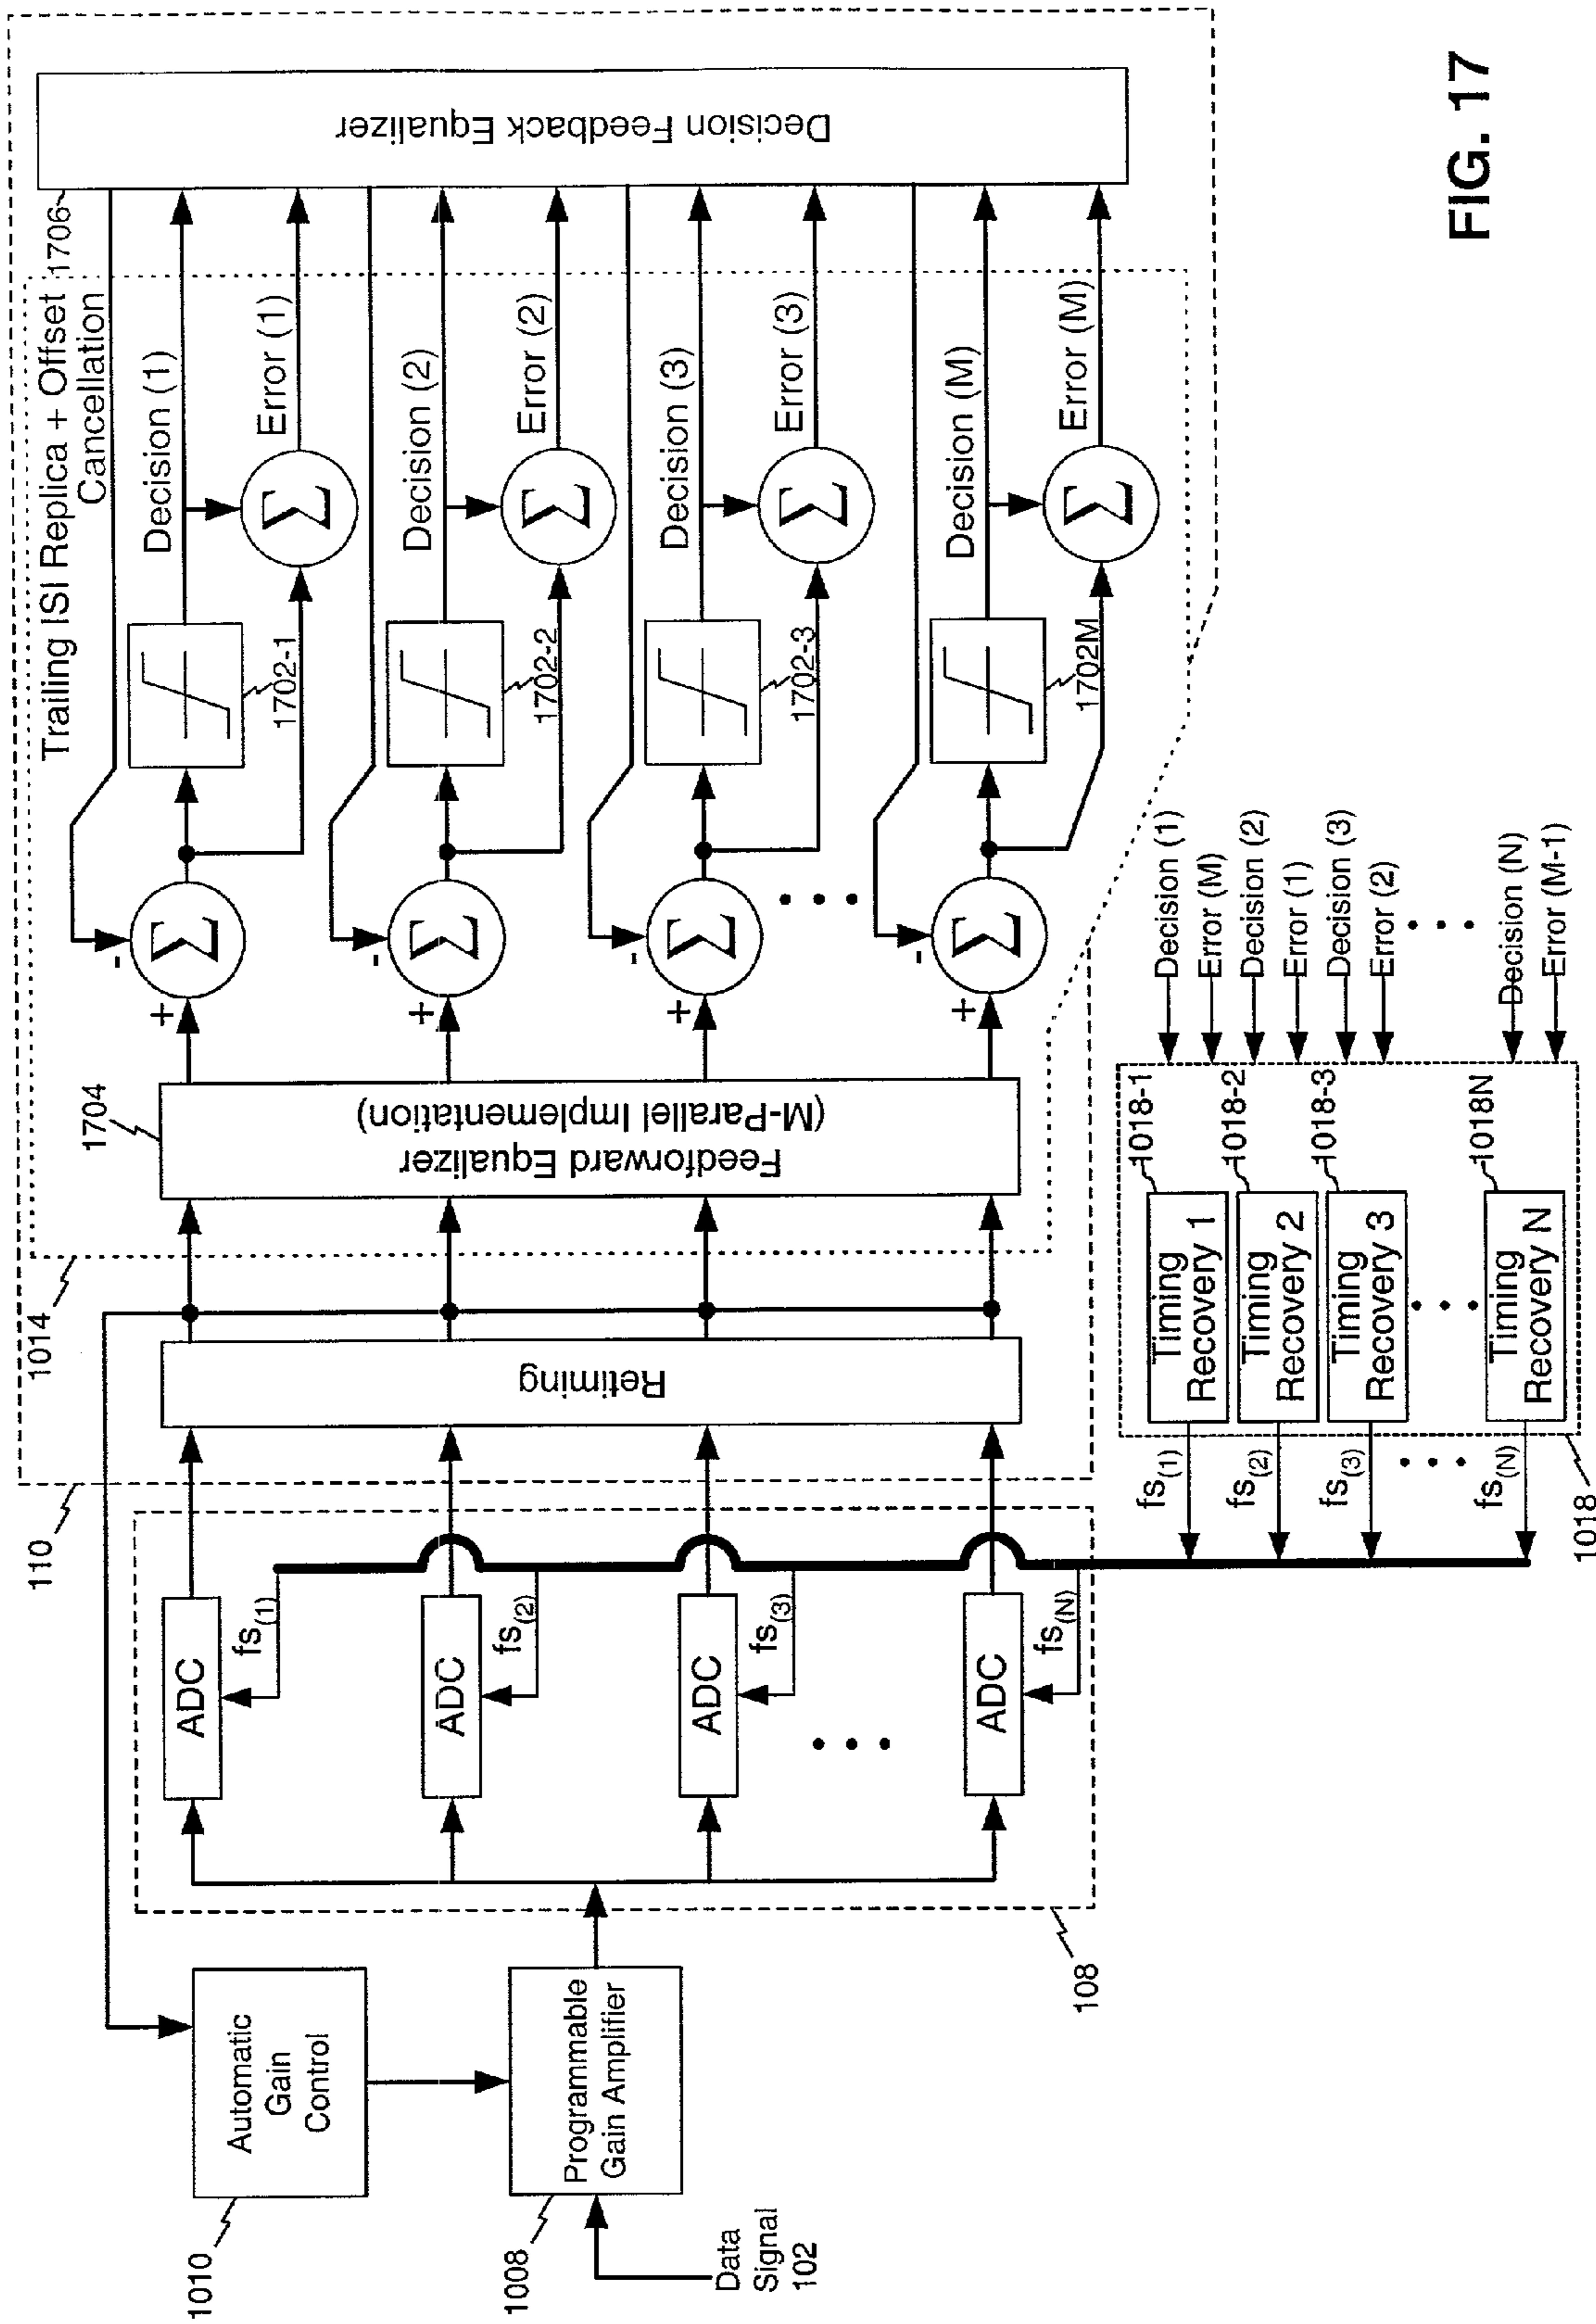 110
1014
1704
Trailing ISI Replica + Offset
Cancellation
1706
1010
Automatic
Gain
Control
1008
Programmable
Gain Amplifier
Data
Signal
102
108
ADC
fs(1)
ADC
fs(2)
ADC
fs(3)
• • •
ADC
fs(N)
Retiming
Feedforward Equalizer
(M-Parallel Implementation)
+
-
Σ
1702-1
Decision (1)
Σ
Error (1)
+
-
Σ
1702-2
Decision (2)
Σ
Error (2)
+
-
Σ
1702-3
Decision (3)
Σ
Error (3)
• • •
+
-
Σ
1702M
Decision (M)
Σ
Error (M)
Decision Feedback Equalizer
fs(1)
Timing
Recovery 1
1018-1
Decision (1)
Error (M)
fs(2)
Timing
Recovery 2
1018-2
Decision (2)
Error (1)
fs(3)
Timing
Recovery 3
1018-3
Decision (3)
Error (2)
• • •
• • •
• • •
fs(N)
Timing
Recovery N
1018N
Decision (N)
Error (M-1)
1018
FIG. 17